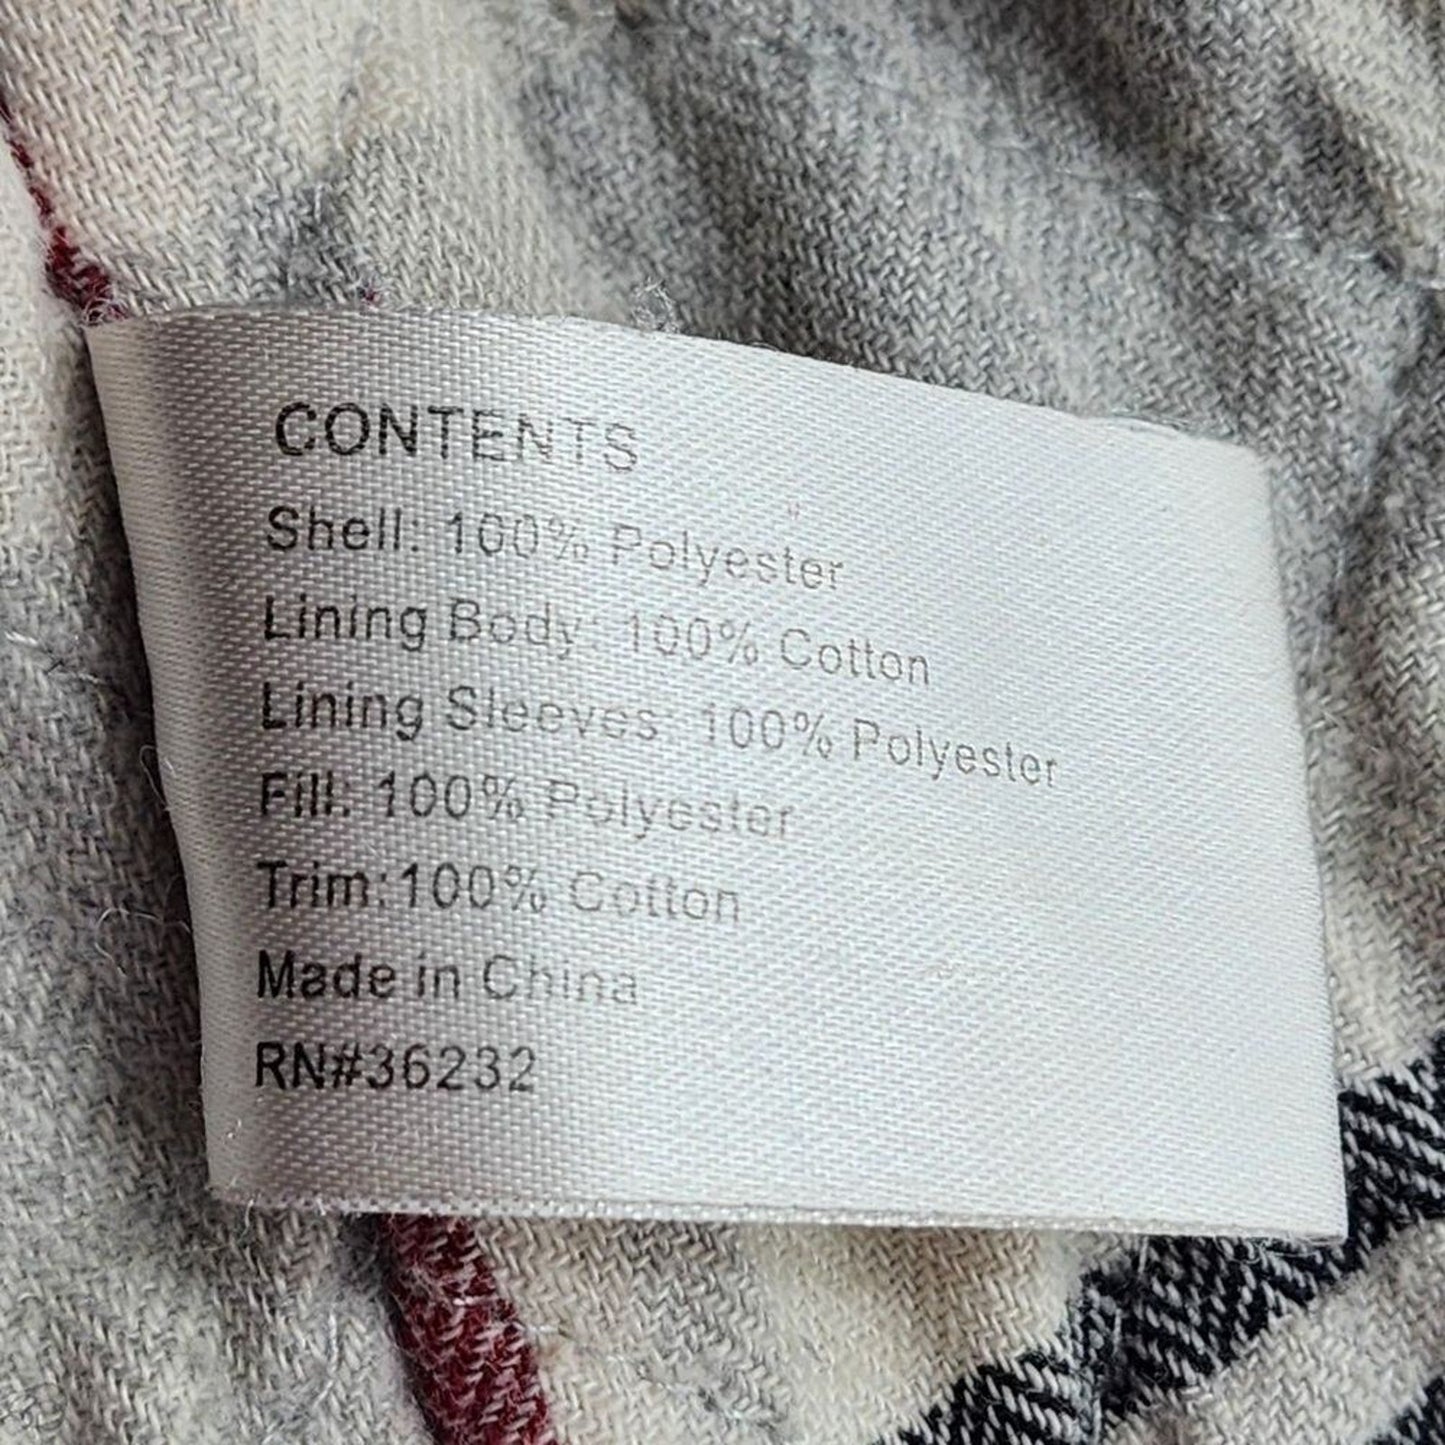 CONTENTS
Shell: 100% Polyester
Lining Body: 100% Cotton
Lining Sleeves: 100% Polyester
Fill: 100% Polyester
Trim:100% Cotton
Made in China
RN#36232